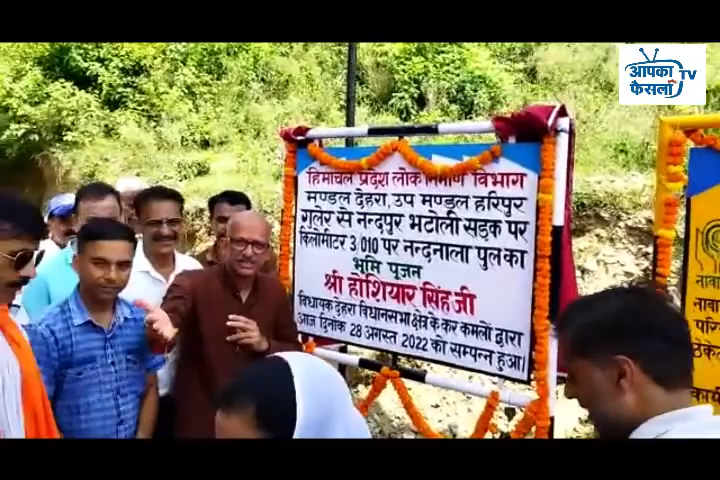 आपका
फैसला TV
हिमाचल प्रदेश लोक निर्माण विभाग
मण्डल देहरा, उप मण्डल हरिपुर
गुलेर से नन्दपुर भटोली सड़क पर
किलोमीटर 3/010 पर नन्दनाला पुल का
भूमि पूजन
श्री होशियार सिंह जी
विधायक देहरा विधानसभा क्षेत्र के कर कमलों द्वारा
आज दिनांक 28 अगस्त 2022 को सम्पन्न हुआ।
नाबा